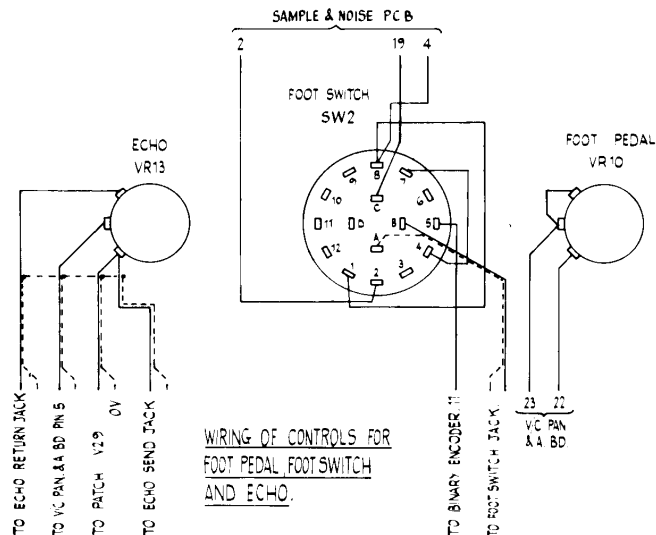 SAMPLE & NOISE PCB
2 19 4
FOOT SWITCH
SW2
ECHO
VR13
FOOT PEDAL
VR10
8
9 7
10 6
C
11 D B 5
A
12 4
1 3
2
TO ECHO RETURN JACK
TO V.C PAN.&A BD PIN.5
TO PATCH V29
0V
TO ECHO SEND JACK
WIRING OF CONTROLS FOR
FOOT PEDAL, FOOT SWITCH
AND ECHO.
TO BINARY ENCODER.11
TO FOOT SWITCH JACK.
23 22
V.C PAN
& A. BD.